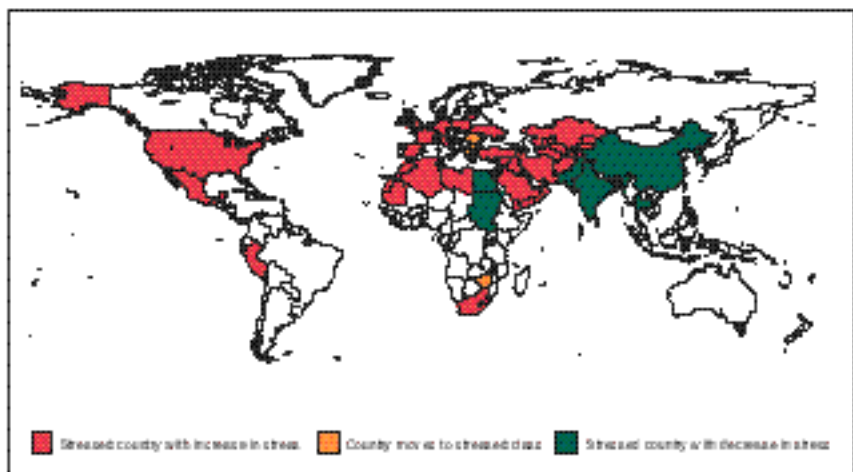 Stressed country with increase in stress
Country moves to stressed class
Stressed country with decrease in stress